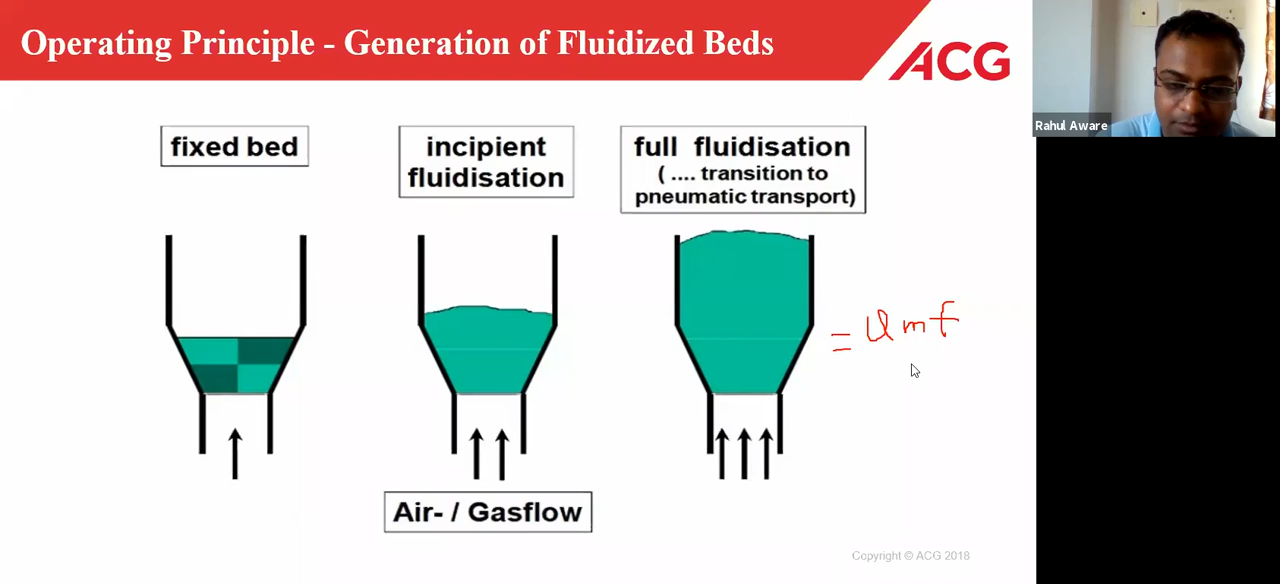 Operating Principle - Generation of Fluidized Beds
ACG
Rahul Aware
fixed bed
incipient
fluidisation
full fluidisation
( .... transition to
pneumatic transport)
= Umf
Air- / Gasflow
Copyright © ACG 2018